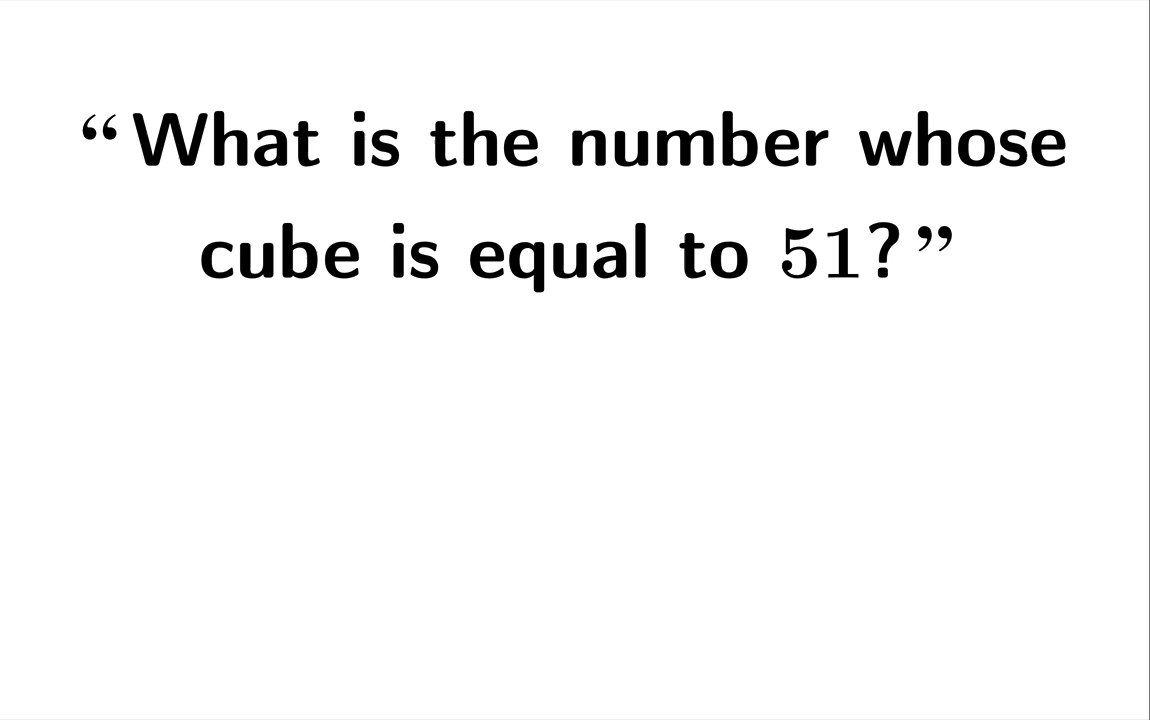 “What is the number whose
cube is equal to 51?”